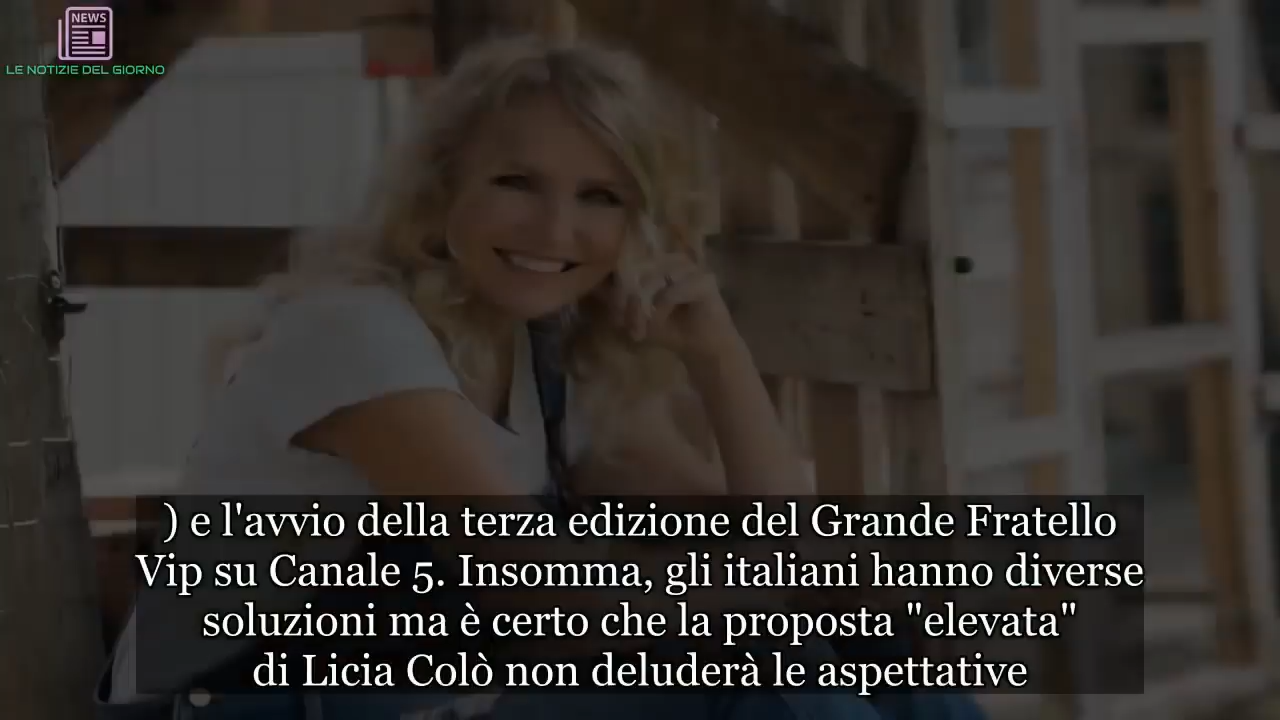 NEWS
LE NOTIZIE DEL GIORNO
) e l'avvio della terza edizione del Grande Fratello
Vip su Canale 5. Insomma, gli italiani hanno diverse
soluzioni ma è certo che la proposta "elevata"
di Licia Colò non deluderà le aspettative